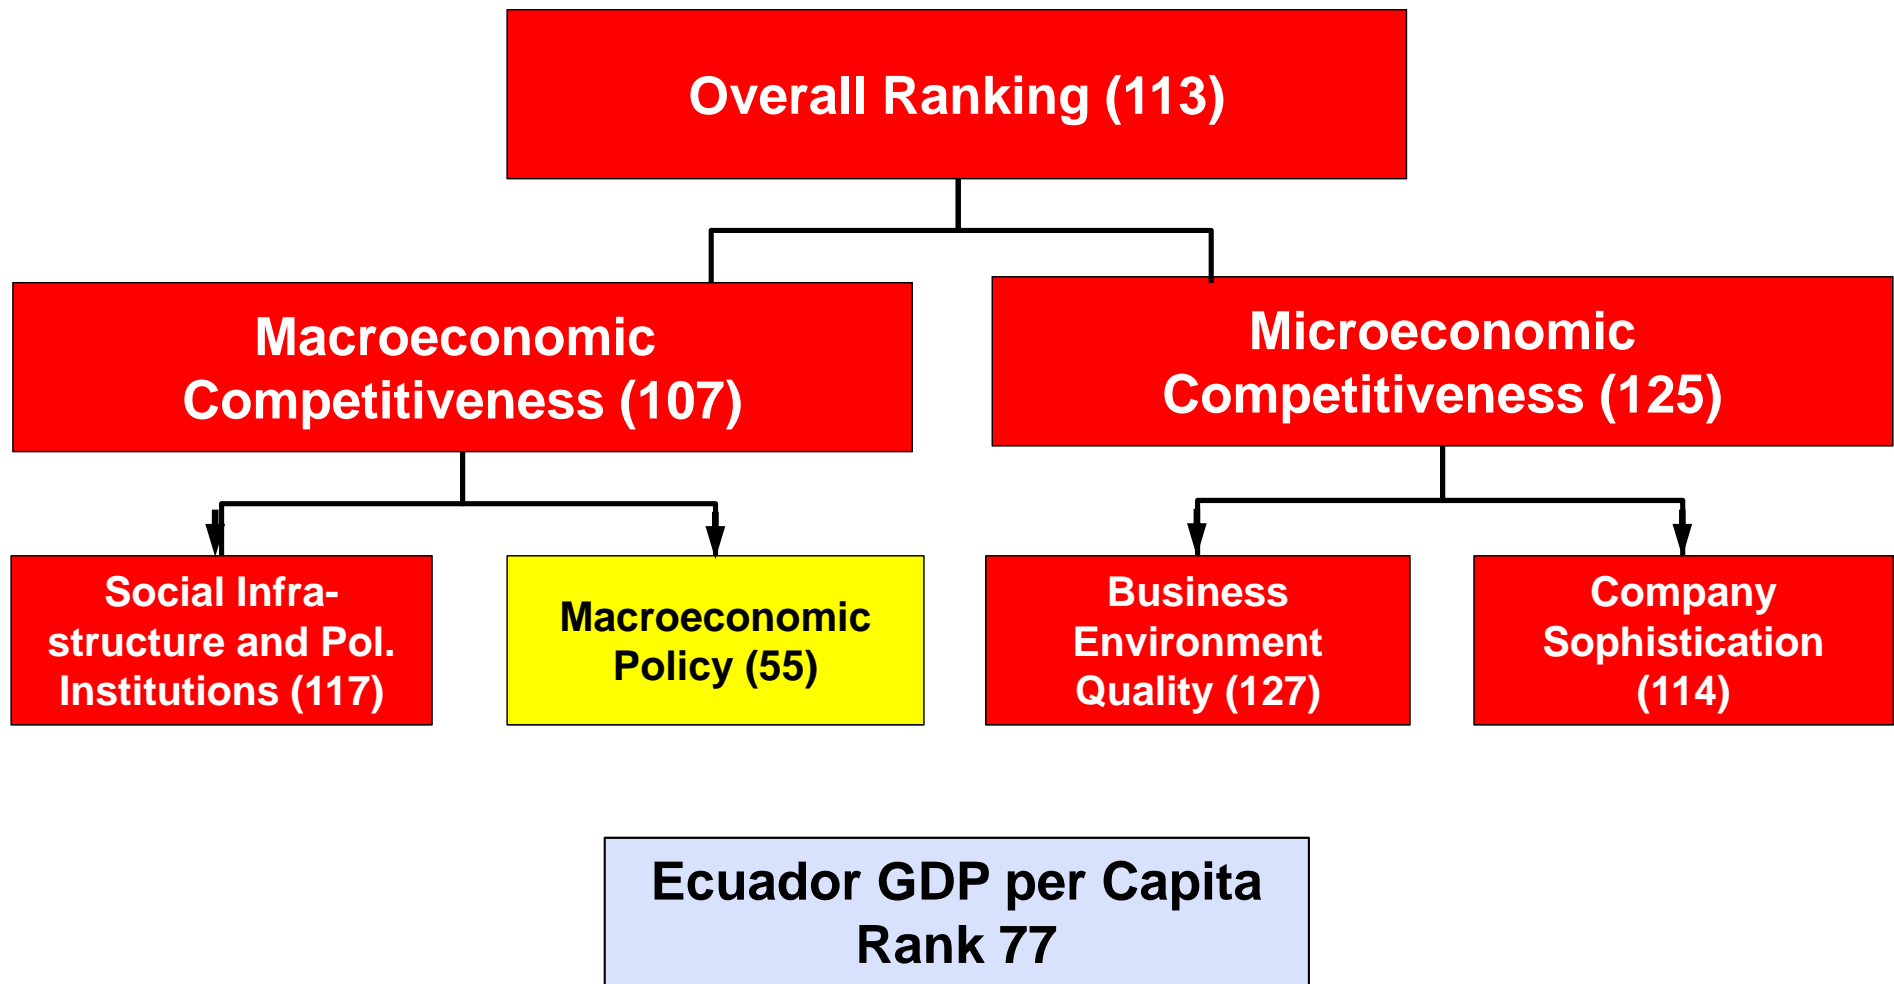 Overall Ranking (113)
Macroeconomic
Competitiveness (107)
Microeconomic
Competitiveness (125)
Social Infra-
structure and Pol.
Institutions (117)
Macroeconomic
Policy (55)
Business
Environment
Quality (127)
Company
Sophistication
(114)
Ecuador GDP per Capita
Rank 77